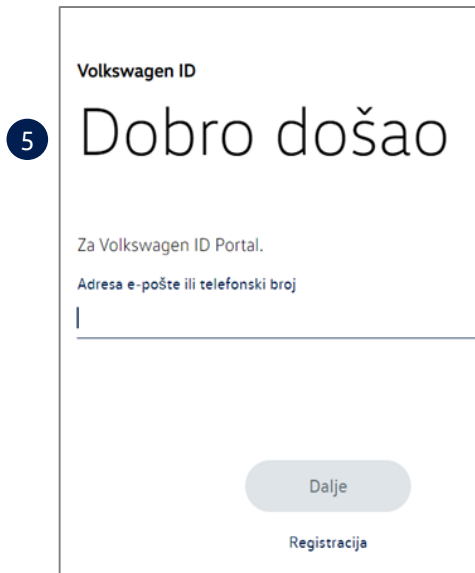 Volkswagen ID
5
Dobro došao
Za Volkswagen ID Portal.
Adresa e-pošte ili telefonski broj
Dalje
Registracija